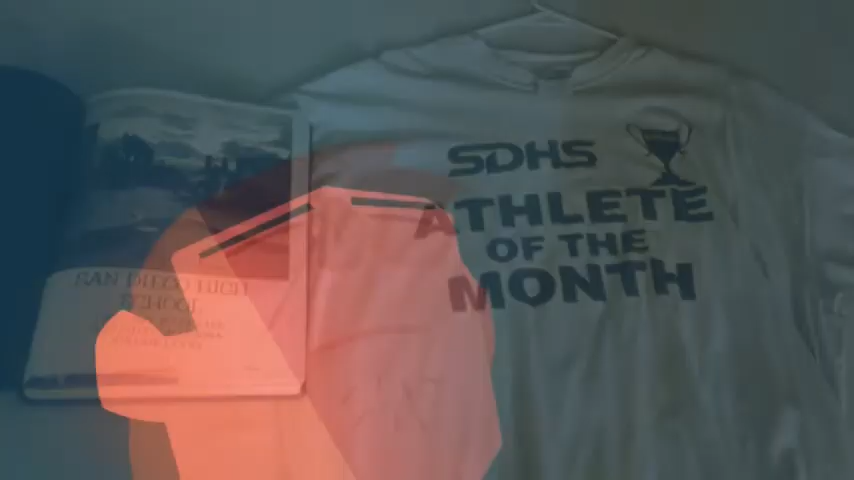 SAN DIEGO HIGH
SCHOOL
SDHS
ATHLETE
OF THE
MONTH